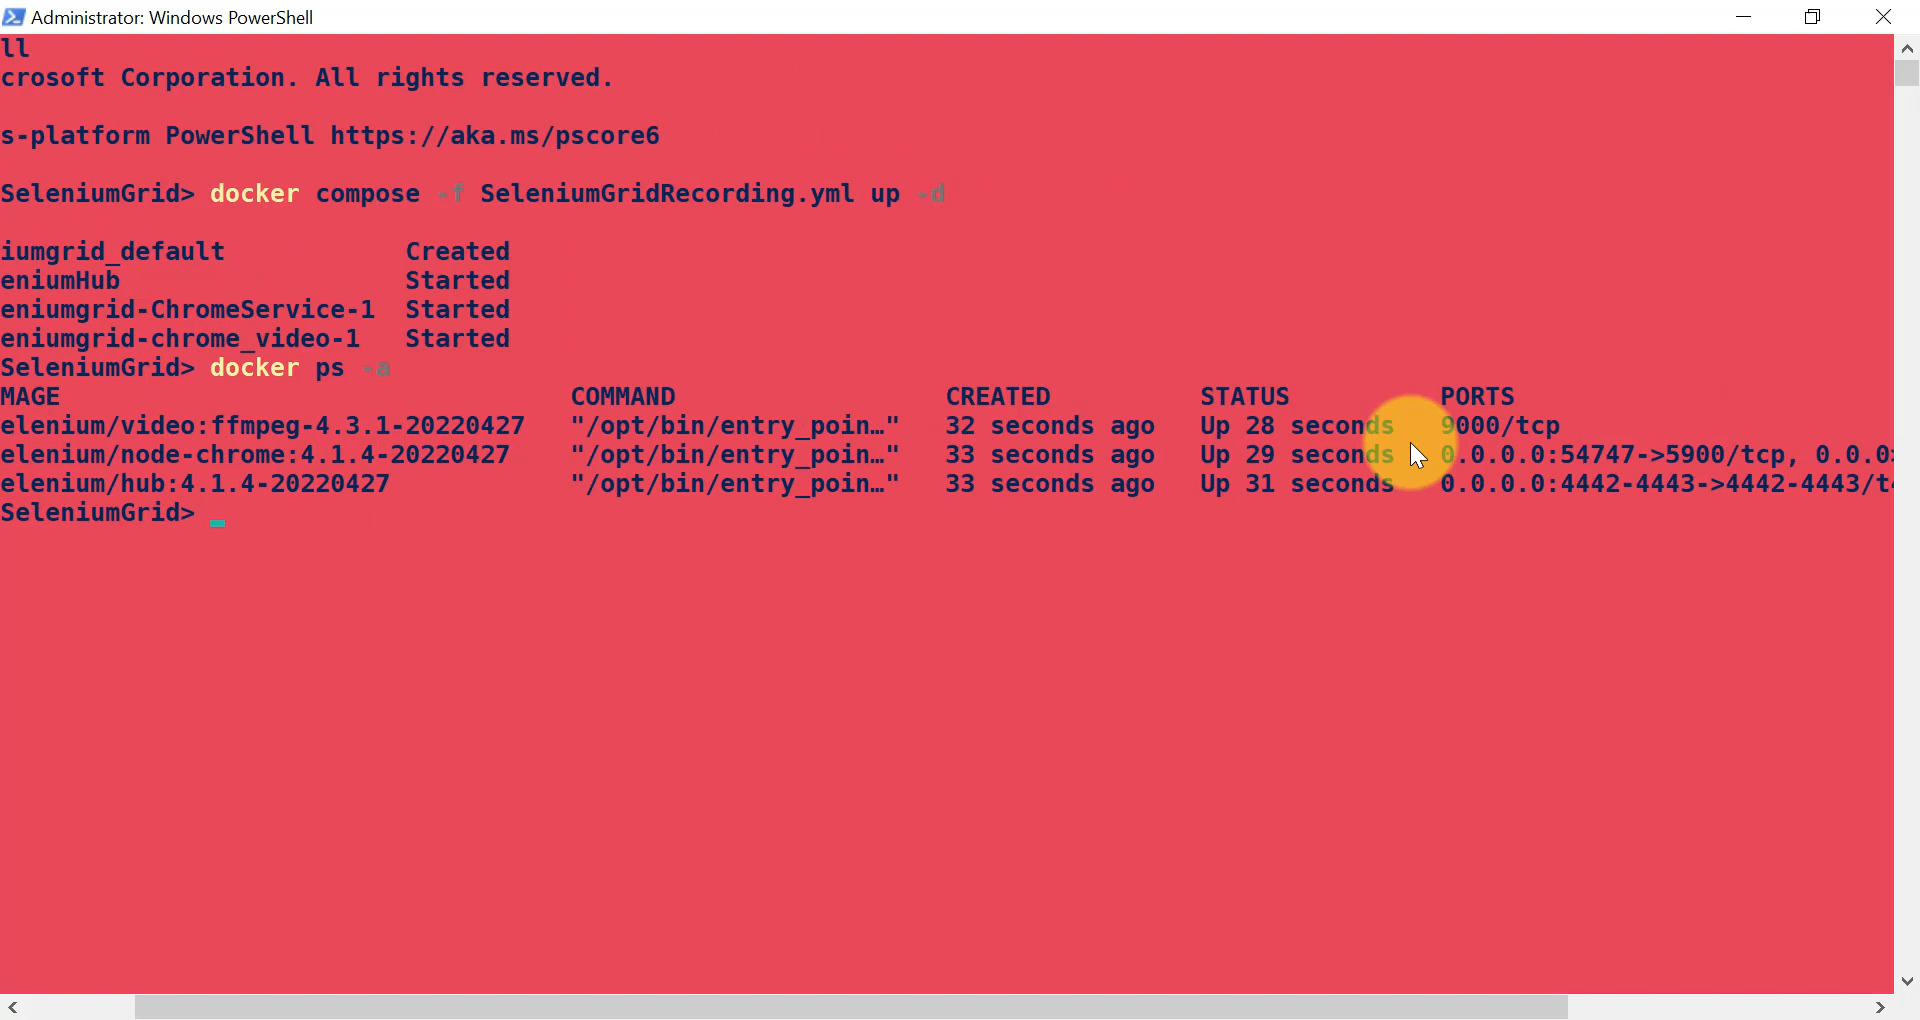 Administrator: Windows PowerShell
ll
crosoft Corporation. All rights reserved.
s-platform PowerShell https://aka.ms/pscore6
SeleniumGrid> docker compose -f SeleniumGridRecording.yml up -d
iumgrid_default Created
eniumHub Started
eniumgrid-ChromeService-1 Started
eniumgrid-chrome_video-1 Started
SeleniumGrid> docker ps -a
MAGE COMMAND CREATED STATUS PORTS
elenium/video:ffmpeg-4.3.1-20220427 "/opt/bin/entry_poin…" 32 seconds ago Up 28 seconds 9000/tcp
elenium/node-chrome:4.1.4-20220427 "/opt/bin/entry_poin…" 33 seconds ago Up 29 seconds 0.0.0.0:54747->5900/tcp, 0.0.0
elenium/hub:4.1.4-20220427 "/opt/bin/entry_poin…" 33 seconds ago Up 31 seconds 0.0.0.0:4442-4443->4442-4443/t
SeleniumGrid>